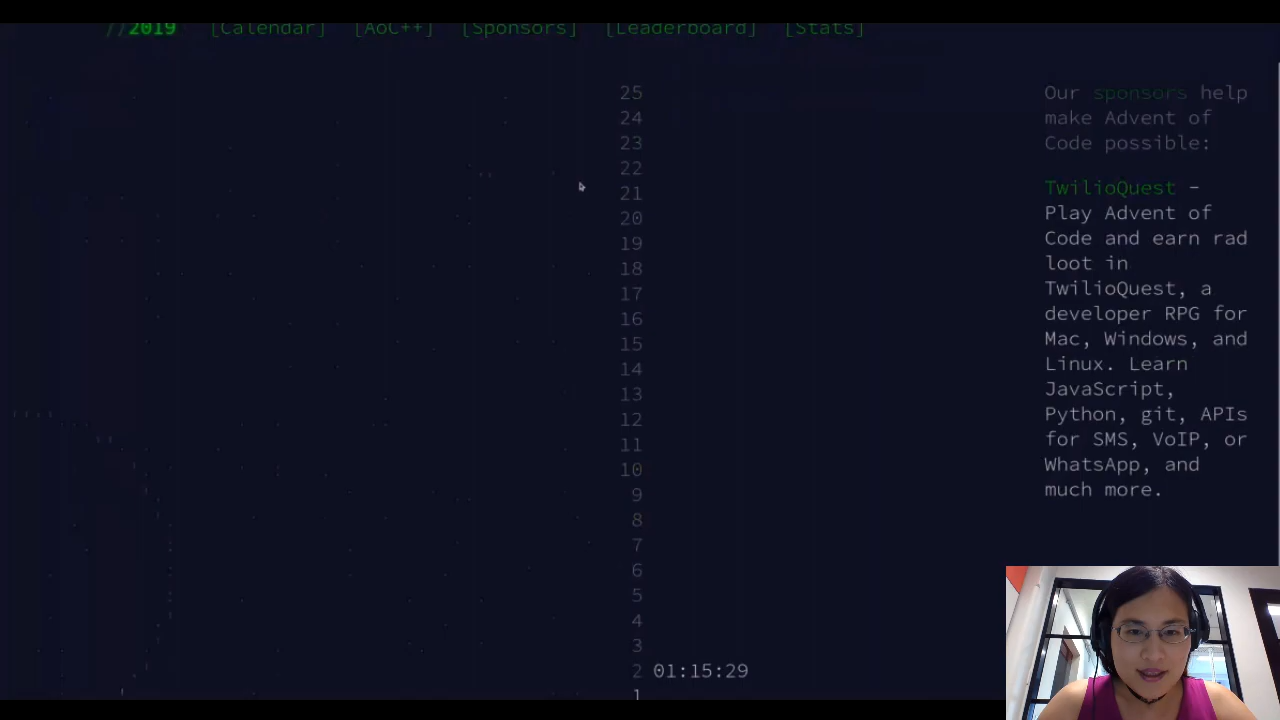 //2019 [Calendar] [AoC++] [Sponsors] [Leaderboard] [Stats]
25
24
23
22
21
20
19
18
17
16
15
14
13
12
11
10
9
8
7
6
5
4
3
2 01:15:29
1
Our sponsors help
make Advent of
Code possible:
TwilioQuest -
Play Advent of
Code and earn rad
loot in
TwilioQuest, a
developer RPG for
Mac, Windows, and
Linux. Learn
JavaScript,
Python, git, APIs
for SMS, VoIP, or
WhatsApp, and
much more.